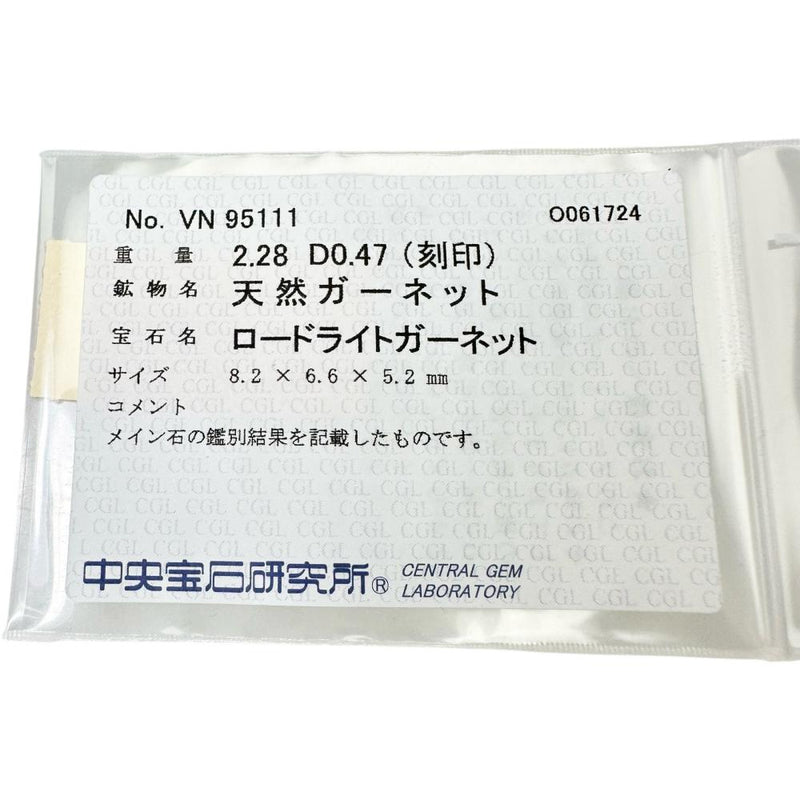 No. VN 95111 O061724
重量 2.28 D0.47 (刻印)
鉱物名 天然ガーネット
宝石名 ロードライトガーネット
サイズ 8.2 × 6.6 × 5.2 mm
コメント
メイン石の鑑別結果を記載したものです。
中央宝石研究所® CENTRAL GEM
LABORATORY